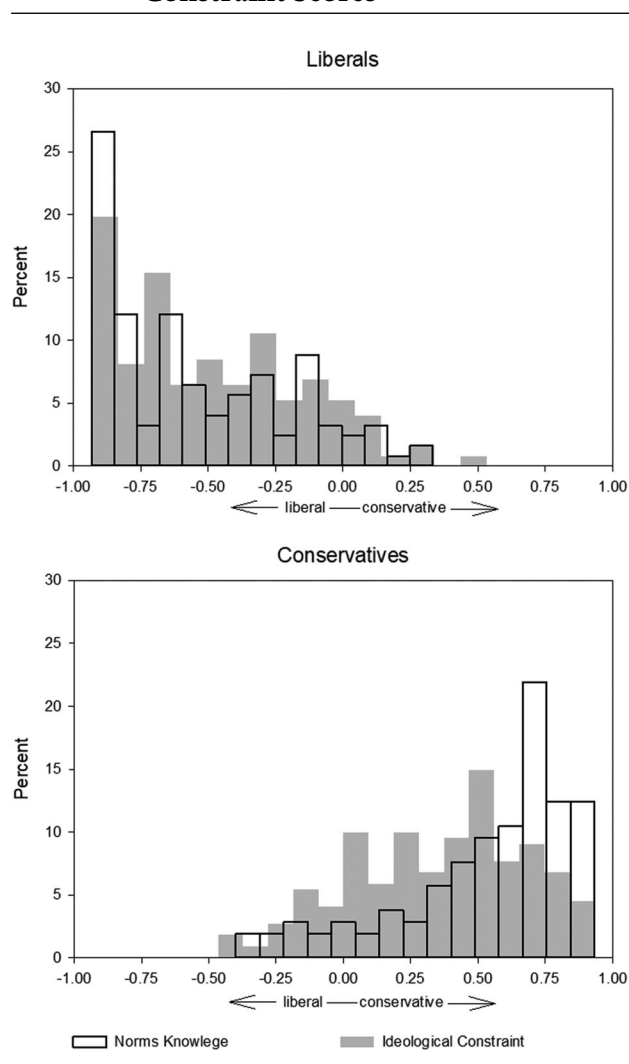 Constraint Scores
Liberals
30
25
20
15
10
5
0
Percent
-1.00 -0.75 -0.50 -0.25 0.00 0.25 0.50 0.75 1.00
liberal conservative
Conservatives
30
25
20
15
10
5
0
Percent
-1.00 -0.75 -0.50 -0.25 0.00 0.25 0.50 0.75 1.00
liberal conservative
Norms Knowlege Ideological Constraint